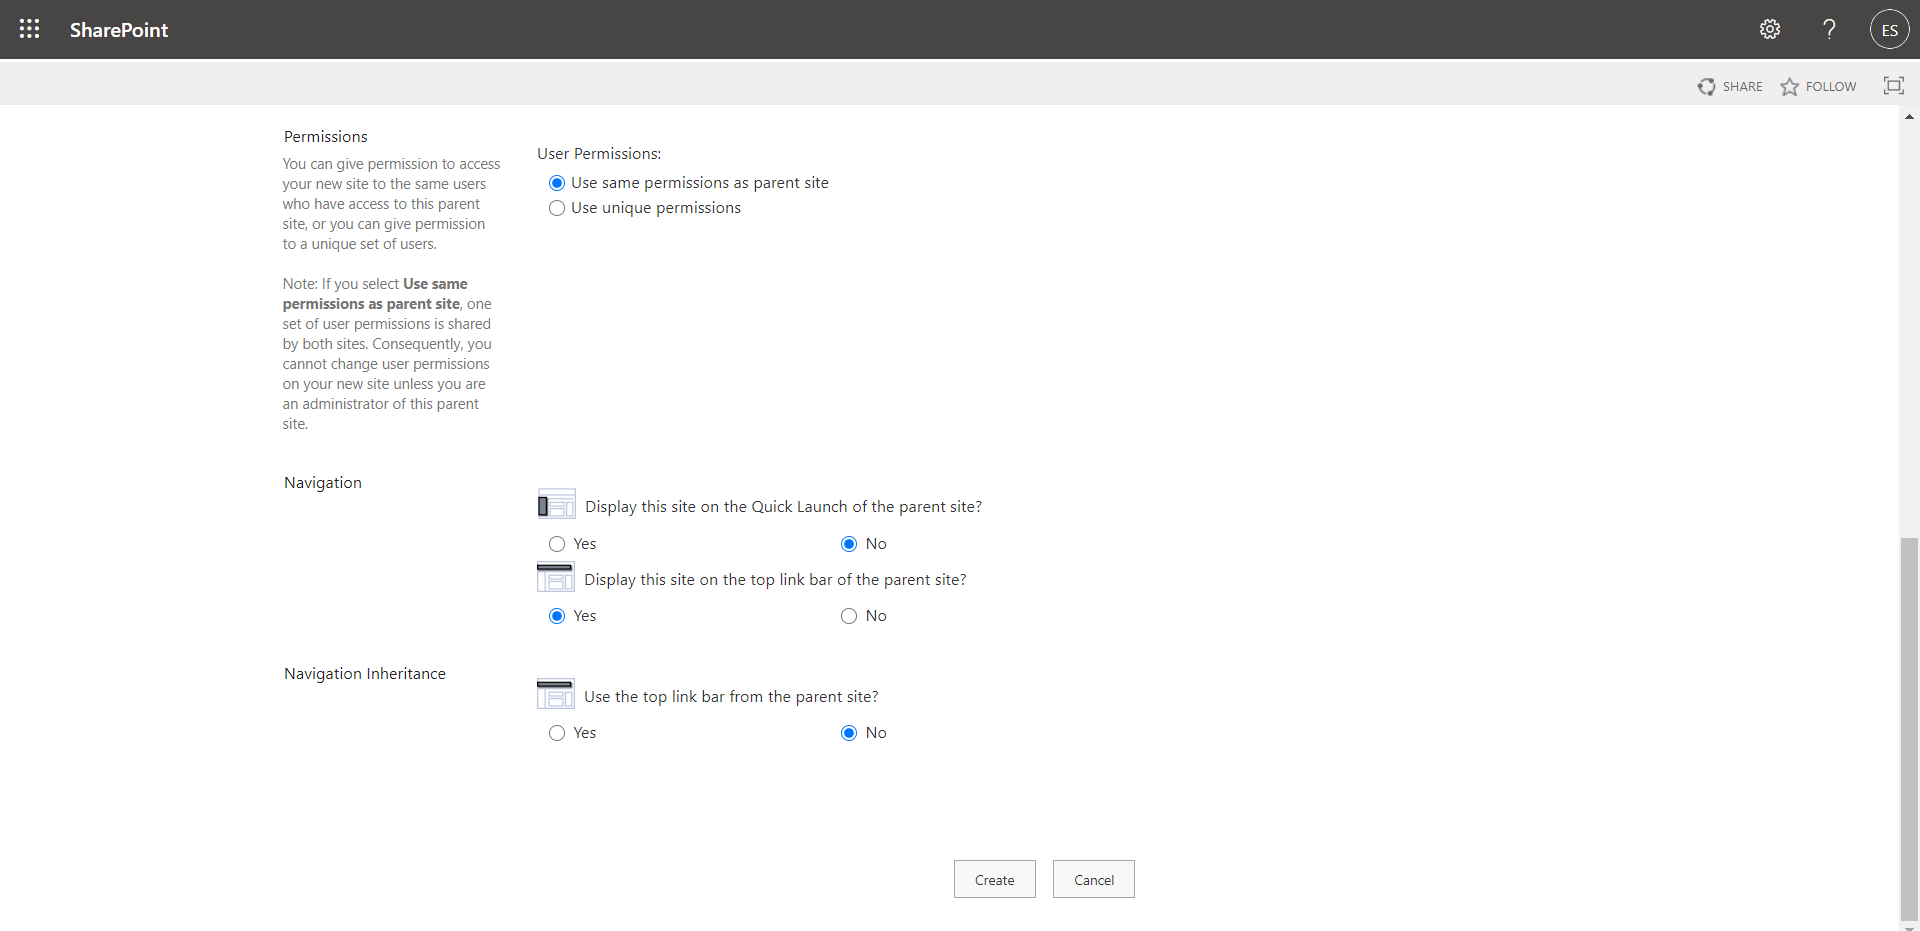 SharePoint
?
ES
SHARE
FOLLOW
Permissions
You can give permission to access
your new site to the same users
who have access to this parent
site, or you can give permission
to a unique set of users.
Note: If you select Use same
permissions as parent site, one
set of user permissions is shared
by both sites. Consequently, you
cannot change user permissions
on your new site unless you are
an administrator of this parent
site.
User Permissions:
Use same permissions as parent site
Use unique permissions
Navigation
Display this site on the Quick Launch of the parent site?
Yes No
Display this site on the top link bar of the parent site?
Yes No
Navigation Inheritance
Use the top link bar from the parent site?
Yes No
Create Cancel